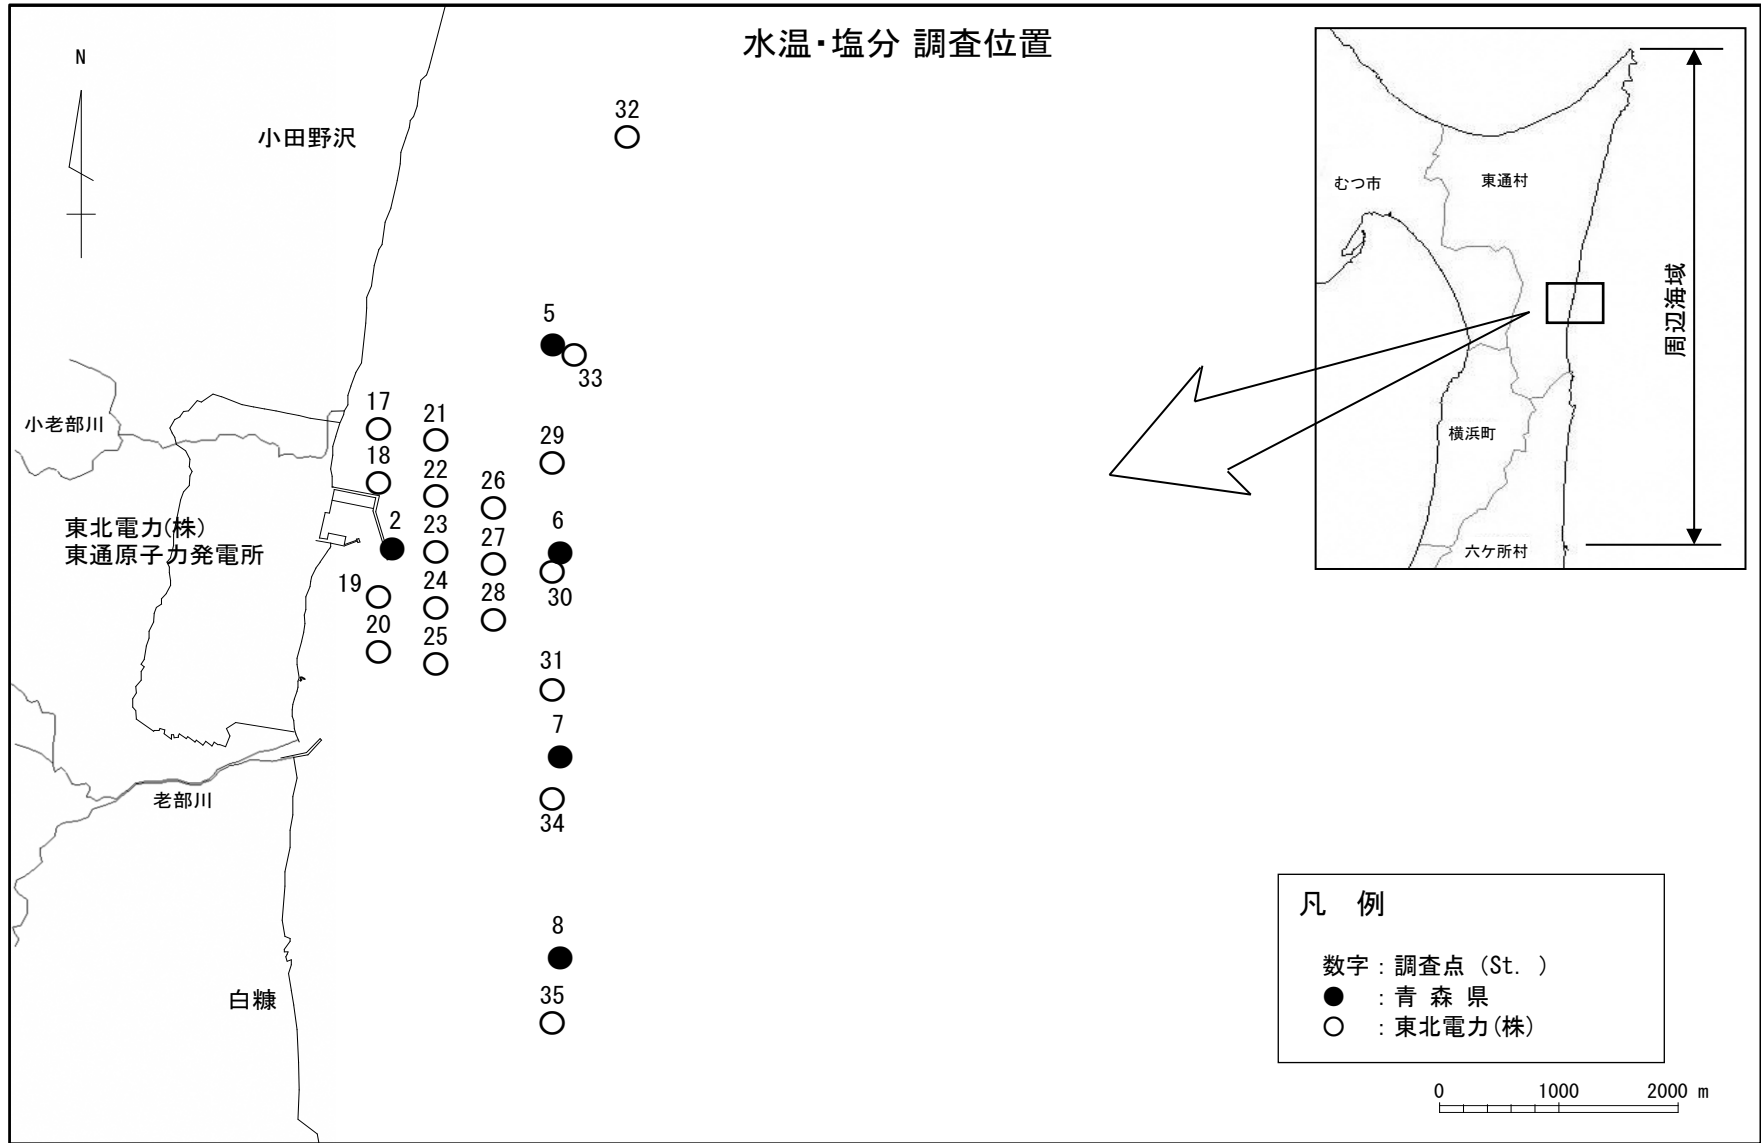 水温・塩分 調査位置
N
小田野沢
32
5
33
17
21
29
小老部川
18
22
26
6
2
23
27
東北電力(株)
東通原子力発電所
30
19
24
28
20
25
31
7
老部川
34
8
白糠
35
むつ市
東通村
周辺海域
横浜町
六ケ所村
凡 例
数字 : 調査点 (St. )
● : 青 森 県
○ : 東北電力(株)
0 1000 2000 m